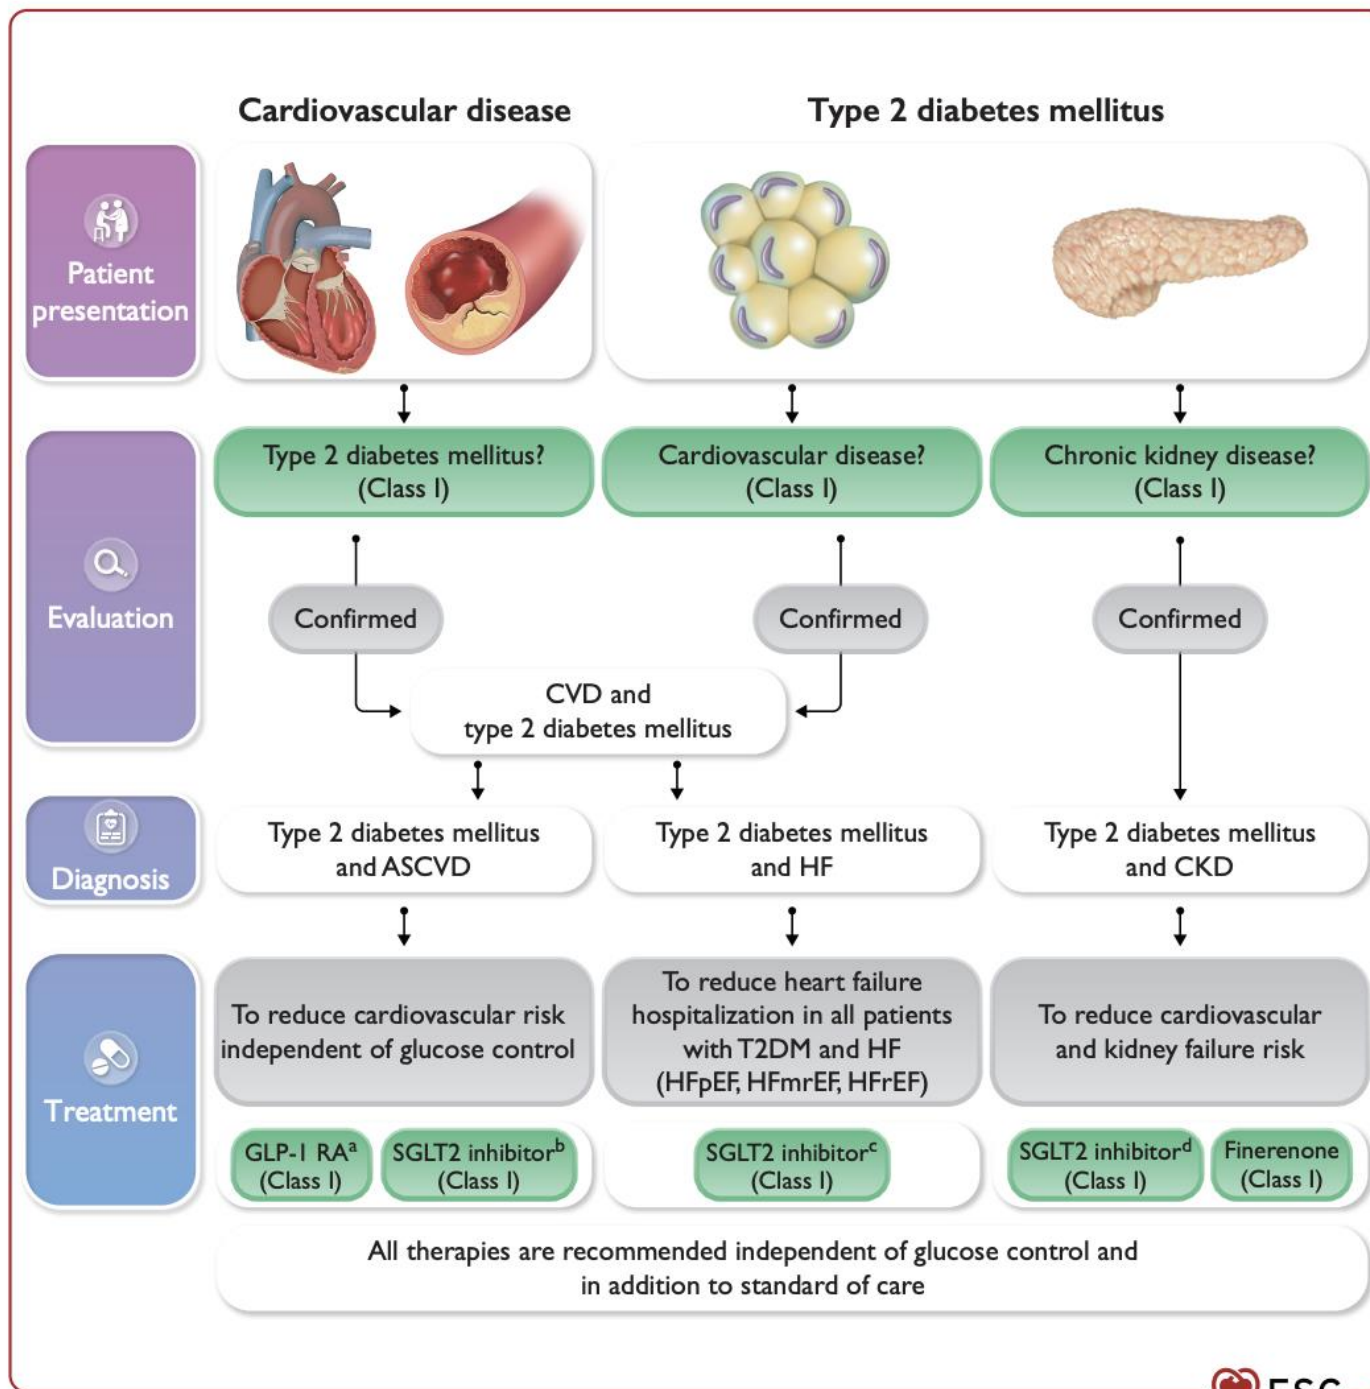 Cardiovascular disease
Type 2 diabetes mellitus
Patient
presentation
Type 2 diabetes mellitus?
(Class I)
Cardiovascular disease?
(Class I)
Chronic kidney disease?
(Class I)
Evaluation
Confirmed
Confirmed
Confirmed
CVD and
type 2 diabetes mellitus
Diagnosis
Type 2 diabetes mellitus
and ASCVD
Type 2 diabetes mellitus
and HF
Type 2 diabetes mellitus
and CKD
Treatment
To reduce cardiovascular risk
independent of glucose control
To reduce heart failure
hospitalization in all patients
with T2DM and HF
(HFpEF, HFmrEF, HFrEF)
To reduce cardiovascular
and kidney failure risk
GLP-1 RAᵃ
(Class I)
SGLT2 inhibitorᵇ
(Class I)
SGLT2 inhibitorᶜ
(Class I)
SGLT2 inhibitorᵈ
(Class I)
Finerenone
(Class I)
All therapies are recommended independent of glucose control and
in addition to standard of care
ESC